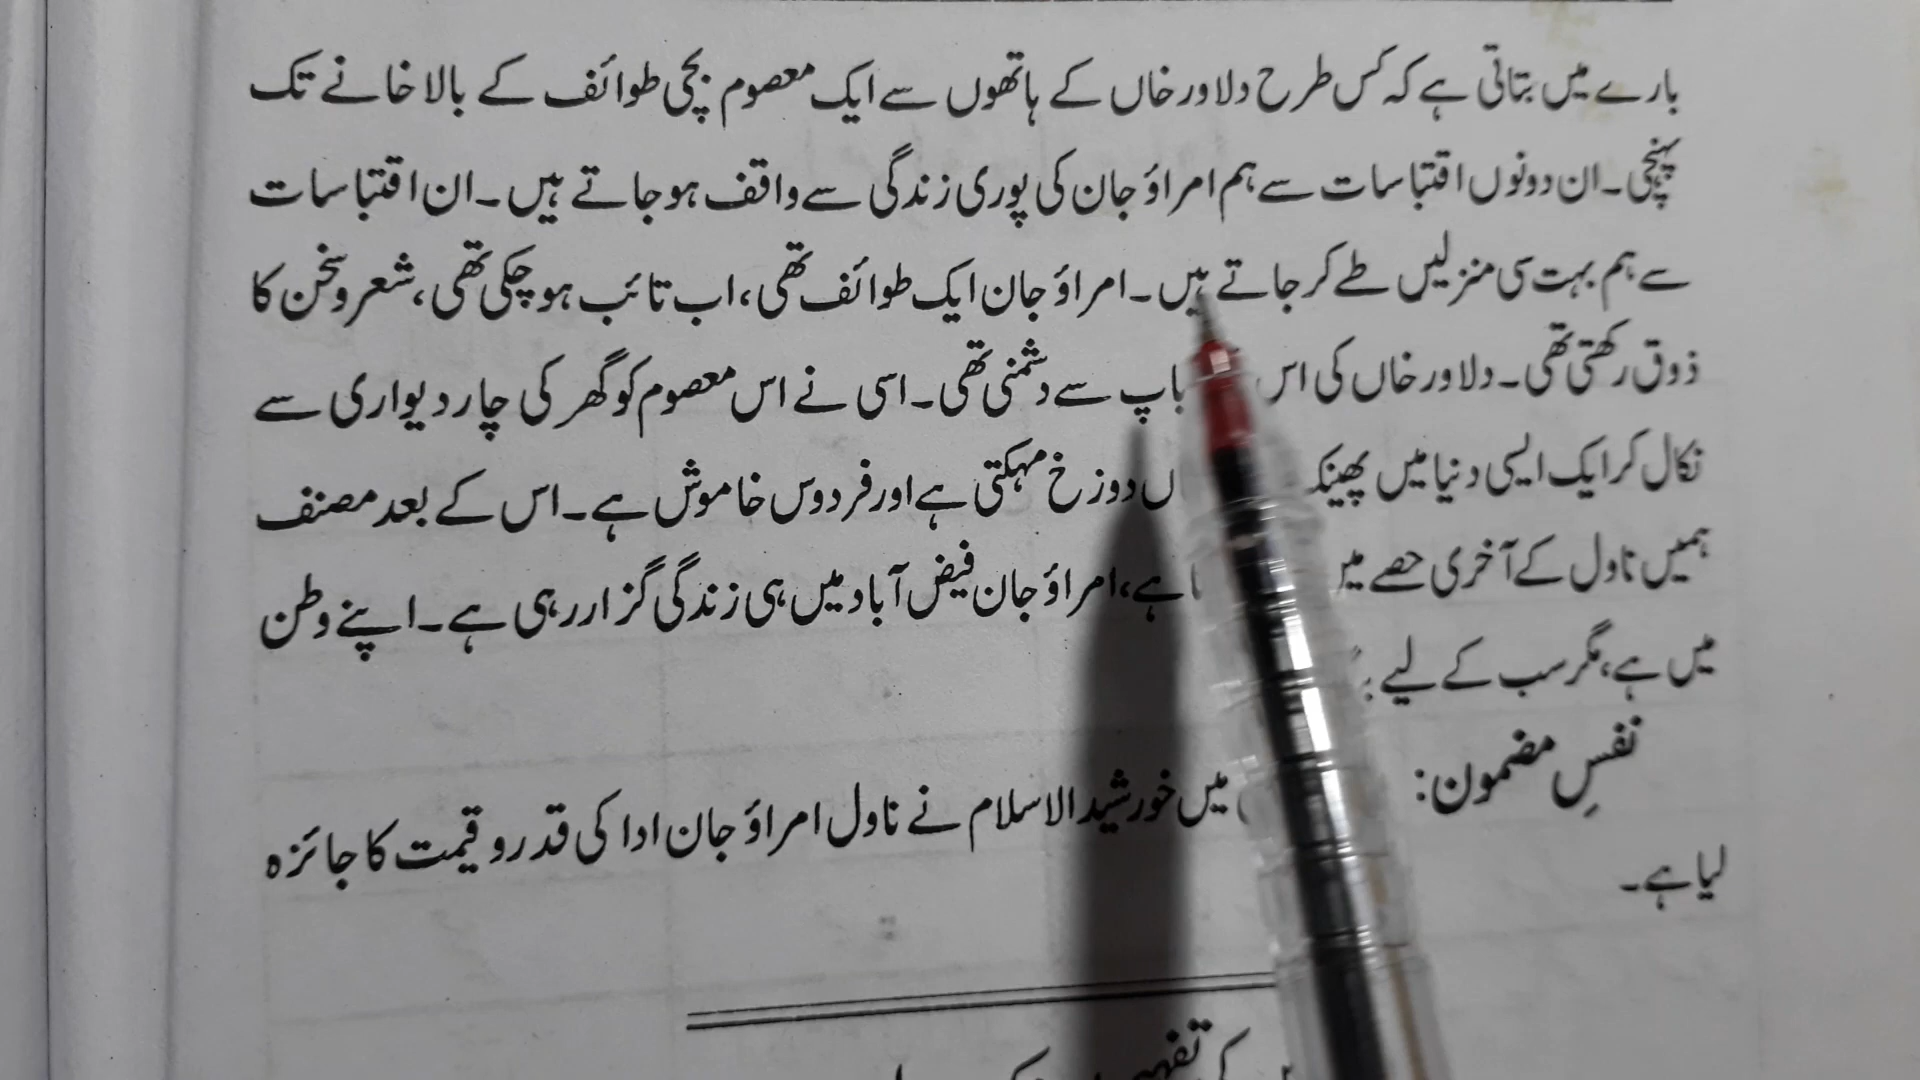 بارے میں بتاتی ہے کہ کس طرح دلاور خاں کے ہاتھوں سے ایک معصوم بچی طوائف کے بالا خانے تک
پہنچی۔ ان دونوں اقتباسات سے ہم امراؤ جان کی پوری زندگی سے واقف ہو جاتے ہیں۔ ان اقتباسات
سے ہم بہت سی منزلیں طے کر جاتے ہیں۔ امراؤ جان ایک طوائف تھی، اب تائب ہو چکی تھی، شعر و سخن کا
ذوق رکھتی تھی۔ دلاور خاں کی اس باپ سے دشمنی تھی۔ اسی نے اس معصوم کو گھر کی چار دیواری سے
نکال کر ایک ایسی دنیا میں پھینک دوزخ مہکتی ہے اور فردوس خاموش ہے۔ اس کے بعد مصنف
ہمیں ناول کے آخری حصے میں ہے، امراؤ جان فیض آباد میں ہی زندگی گزار رہی ہے۔ اپنے وطن
میں ہے، مگر سب کے لیے
نفسِ مضمون: میں خورشید الاسلام نے ناول امراؤ جان ادا کی قدر و قیمت کا جائزہ
لیا ہے۔